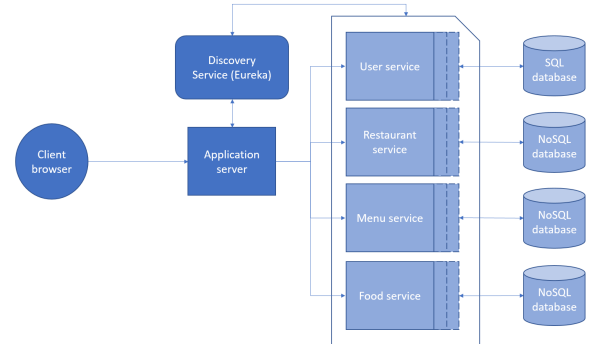 Discovery
Service (Eureka)
Client
browser
Application
server
User service
Restaurant
service
Menu service
Food service
SQL
database
NoSQL
database
NoSQL
database
NoSQL
database